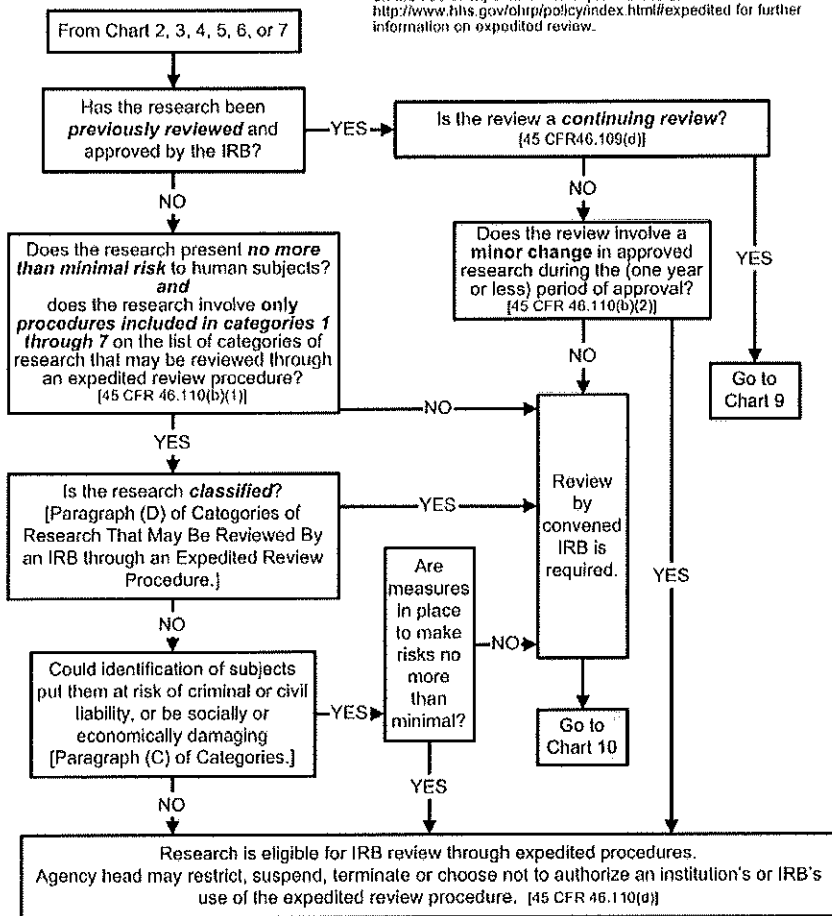 http://www.hhs.gov/ohrp/policy/index.html#expedited for further
information on expedited review.
From Chart 2, 3, 4, 5, 6, or 7
Has the research been
previously reviewed and
approved by the IRB?
YES
Is the review a continuing review?
[45 CFR46.109(d)]
NO
NO
YES
Does the research present no more
than minimal risk to human subjects?
and
does the research involve only
procedures included in categories 1
through 7 on the list of categories of
research that may be reviewed through
an expedited review procedure?
[45 CFR 46.110(b)(1)]
Does the review involve a
minor change in approved
research during the (one year
or less) period of approval?
[45 CFR 46.110(b)(2)]
NO
Go to
Chart 9
NO
YES
Review
by
convened
IRB is
required.
YES
Is the research classified?
[Paragraph (D) of Categories of
Research That May Be Reviewed By
an IRB through an Expedited Review
Procedure.]
YES
Are
measures
in place
to make
risks no
more
than
minimal?
NO
NO
Could identification of subjects
put them at risk of criminal or civil
liability, or be socially or
economically damaging
[Paragraph (C) of Categories.]
YES
Go to
Chart 10
NO
YES
Research is eligible for IRB review through expedited procedures.
Agency head may restrict, suspend, terminate or choose not to authorize an institution's or IRB's
use of the expedited review procedure. [45 CFR 46.110(d)]